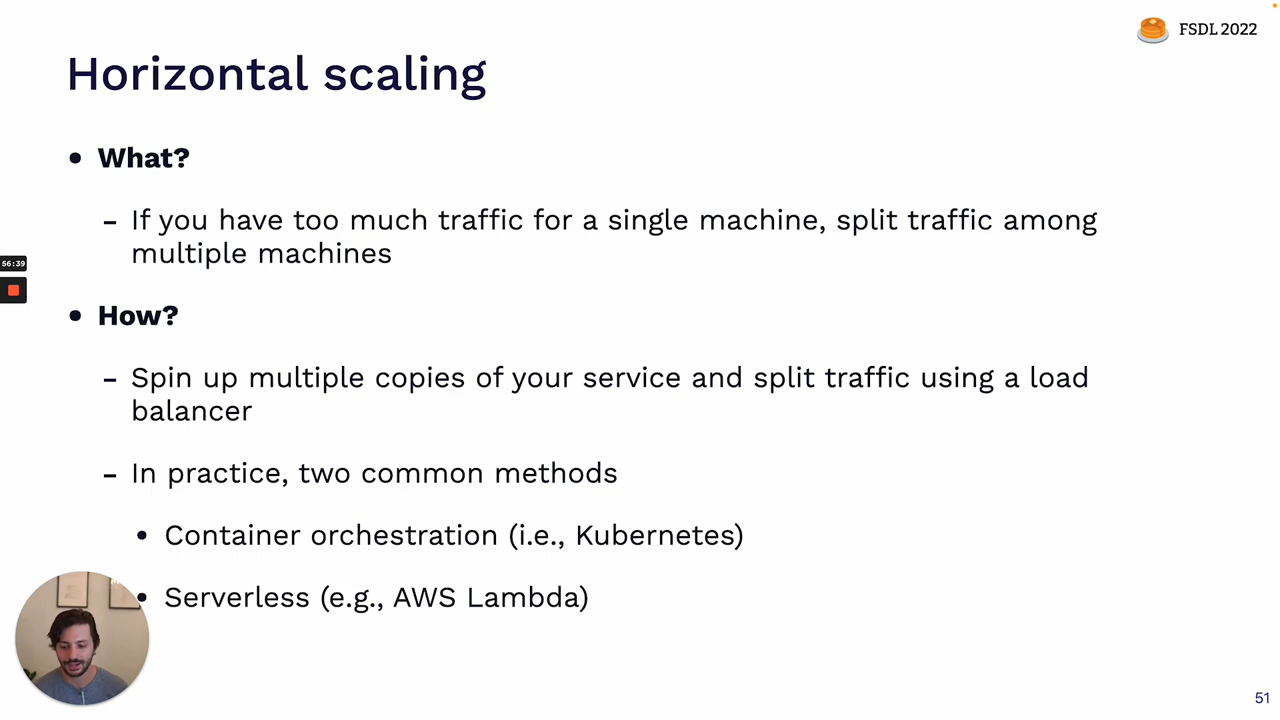 FSDL 2022
Horizontal scaling
• What?
– If you have too much traffic for a single machine, split traffic among
multiple machines
56:39
• How?
– Spin up multiple copies of your service and split traffic using a load
balancer
– In practice, two common methods
• Container orchestration (i.e., Kubernetes)
• Serverless (e.g., AWS Lambda)
51